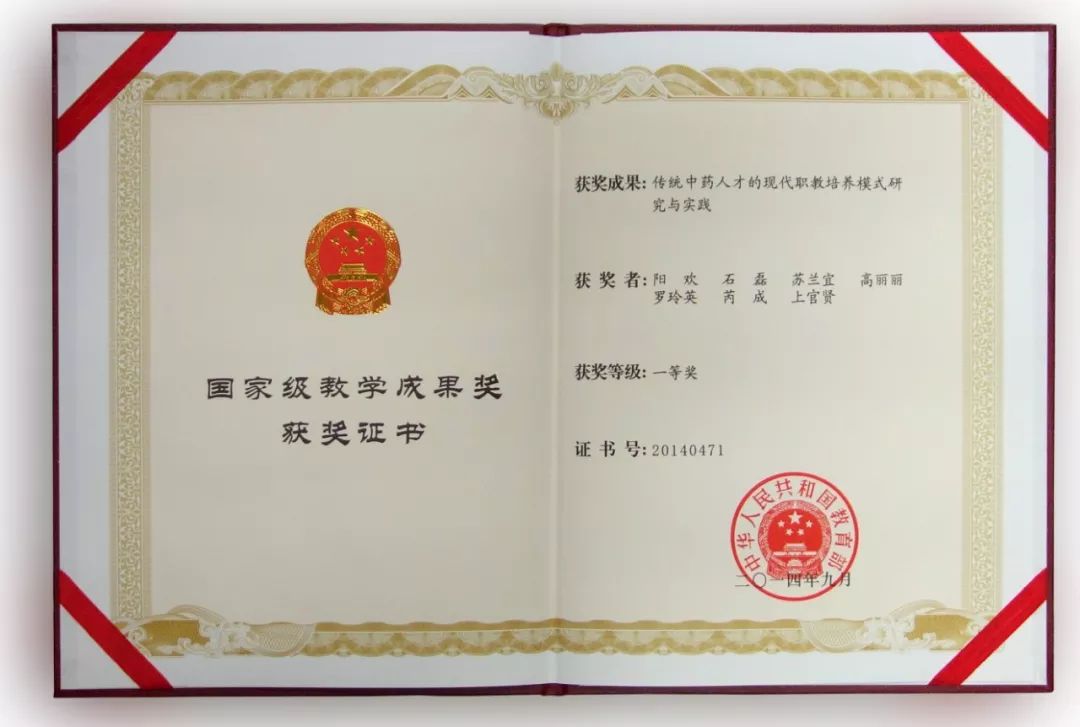 国家级教学成果奖
获奖证书
获奖成果: 传统中药人才的现代职教培养模式研
究与实践
获 奖 者: 阳 欢 石 磊 苏兰宜 高丽丽
罗玲英 芮 成 上官贤
获奖等级: 一等奖
证 书 号: 20140471
中华人民共和国教育部
二〇一四年九月